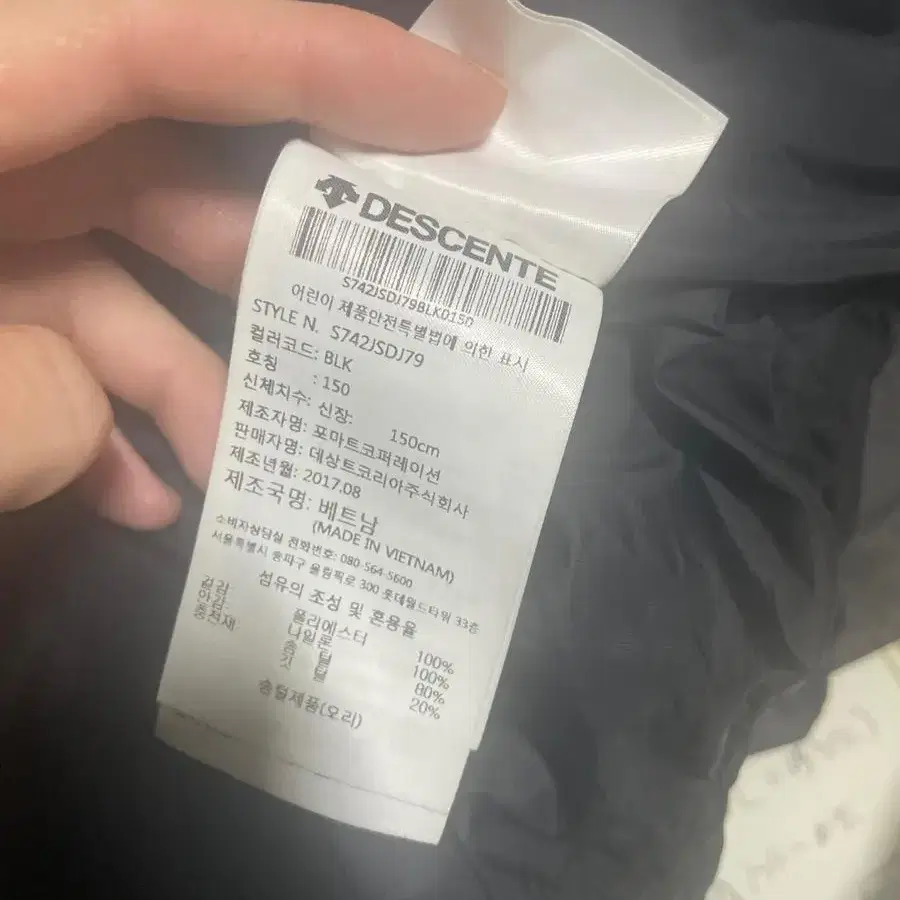 DESCENTE
S742JSDJ79BLK0150
어린이 제품안전특별법에 의한 표시
STYLE N. S742JSDJ79
컬러코드: BLK
호칭 : 150
신체치수: 신장: 150cm
제조자명: 포마트코퍼레이션
판매자명: 데상트코리아주식회사
제조년월: 2017.08
제조국명: 베트남
(MADE IN VIETNAM)
소비자상담실 전화번호: 080-564-5600
서울특별시 송파구 올림픽로 300 롯데월드타워 33층
섬유의 조성 및 혼용율
겉감 폴리에스터 100%
안감 나일론 100%
충전재 솜털 80%
깃털 20%
솜털제품(오리)